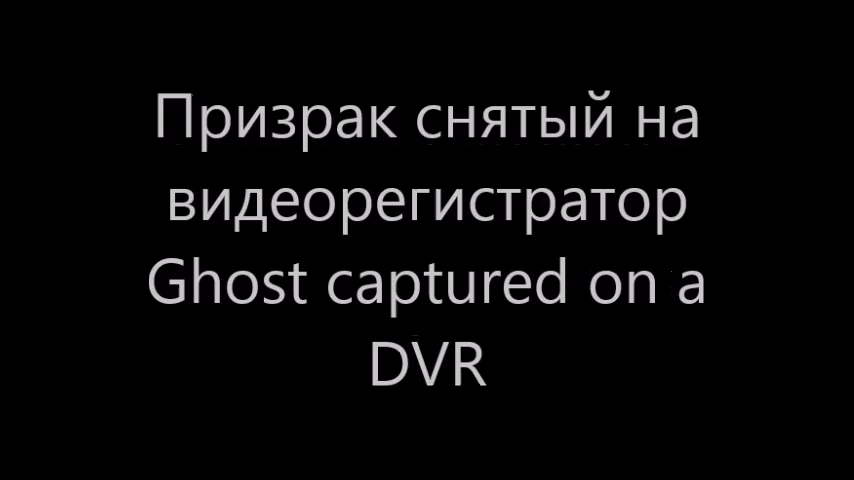 Призрак снятый на
видеорегистратор
Ghost captured on a
DVR